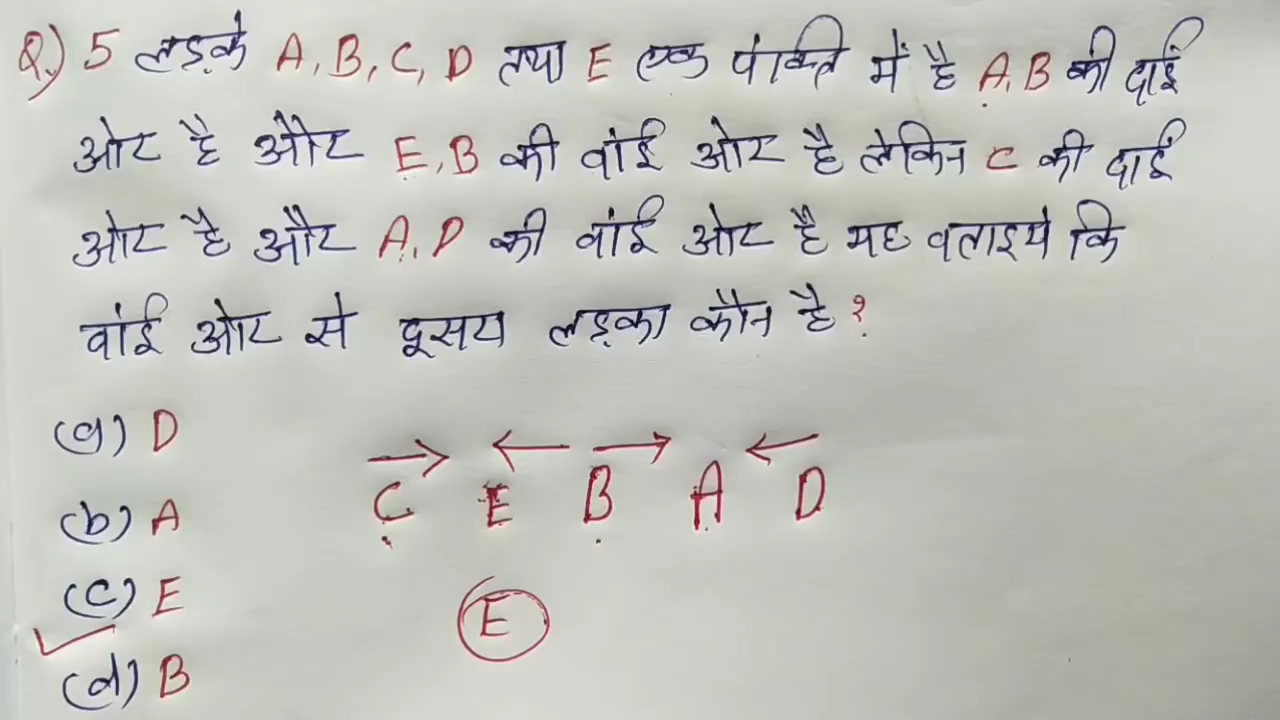 Q.) 5 लड़के A, B, C, D तथा E एक पंक्ति में है A, B की दाईं
ओर है और E, B की बांई ओर है लेकिन C की दाईं
ओर है और A, D की बांई ओर है यह बताइये कि
बांई ओर से दूसरा लड़का कौन है ?
(a) D
(b) A
(c) E
(d) B
C E B A D
E